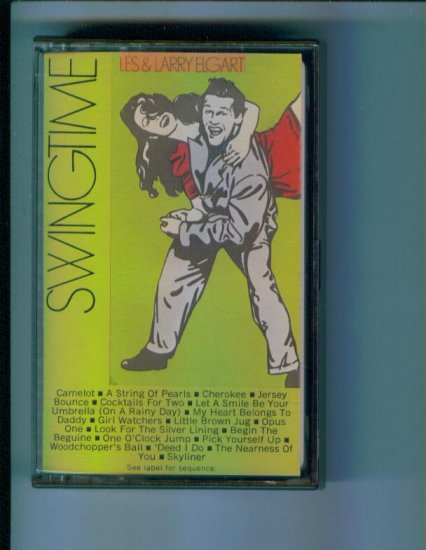 LES & LARRY ELGART
SWINGTIME
Camelot ■ A String Of Pearls ■ Cherokee ■ Jersey
Bounce ■ Cocktails For Two ■ Let A Smile Be Your
Umbrella (On A Rainy Day) ■ My Heart Belongs To
Daddy ■ Girl Watchers ■ Little Brown Jug ■ Opus
One ■ Look For The Silver Lining ■ Begin The
Beguine ■ One O'Clock Jump ■ Pick Yourself Up ■
Woodchopper's Ball ■ 'Deed I Do ■ The Nearness Of
You ■ Skyliner
See label for sequence